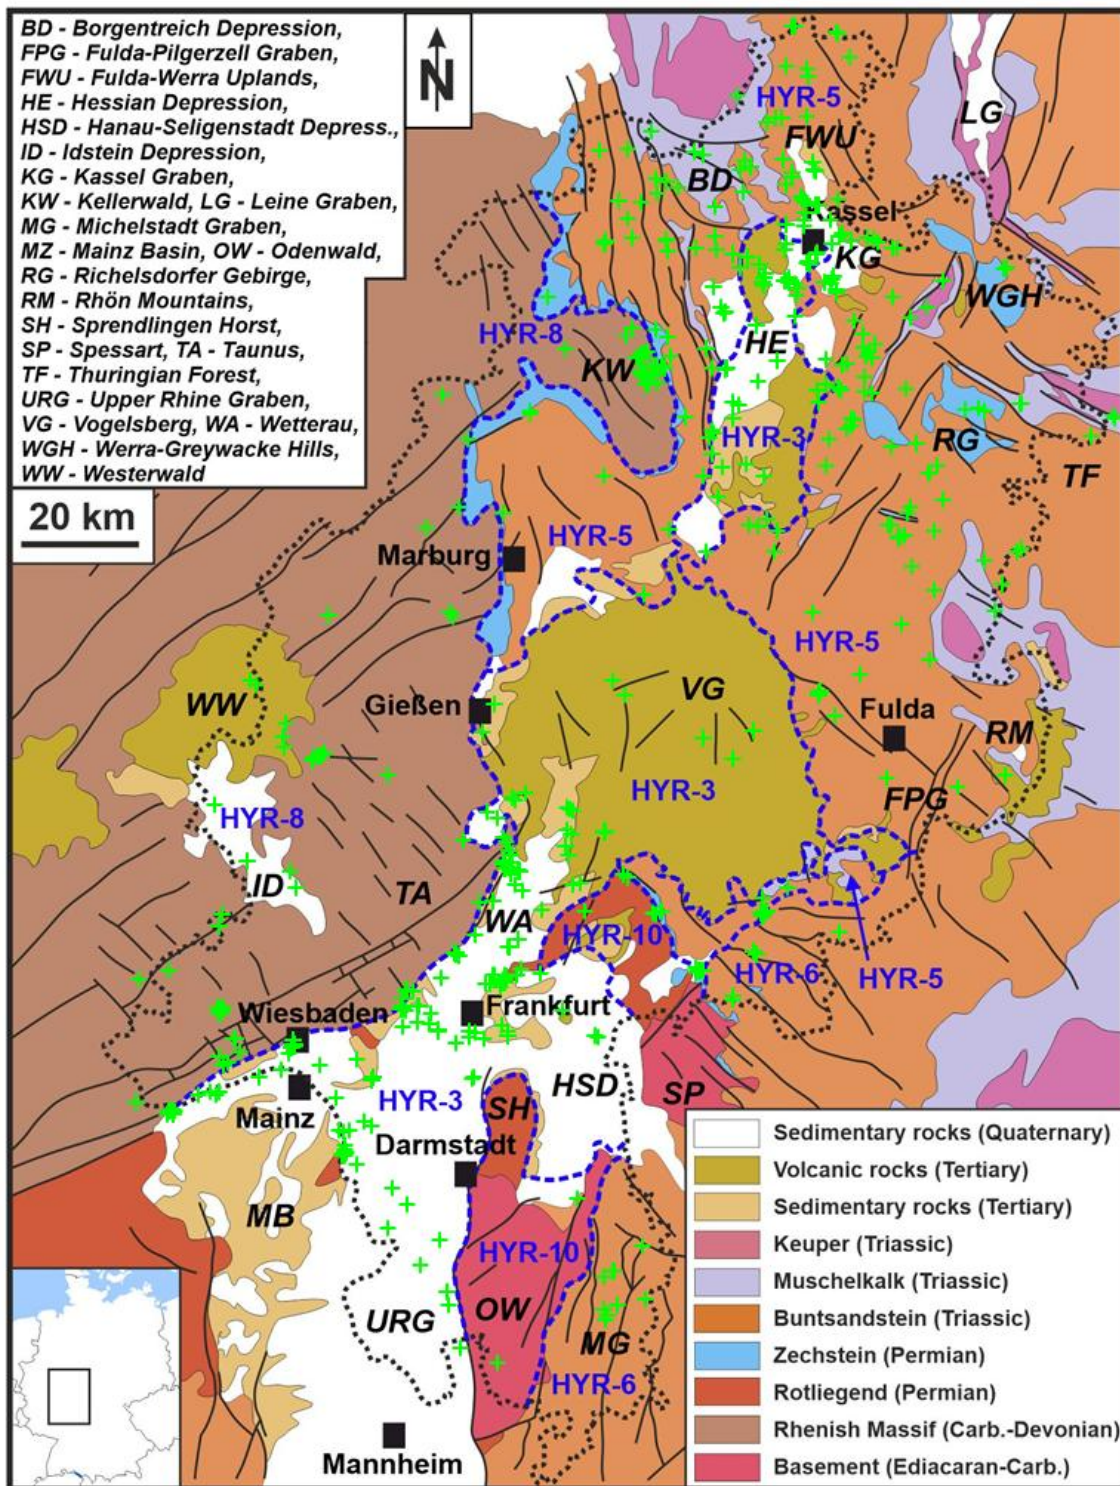 BD - Borgentreich Depression,
FPG - Fulda-Pilgerzell Graben,
FWU - Fulda-Werra Uplands,
HE - Hessian Depression,
HSD - Hanau-Seligenstadt Depress.,
ID - Idstein Depression,
KG - Kassel Graben,
KW - Kellerwald, LG - Leine Graben,
MG - Michelstadt Graben,
MZ - Mainz Basin, OW - Odenwald,
RG - Richelsdorfer Gebirge,
RM - Rhön Mountains,
SH - Sprendlingen Horst,
SP - Spessart, TA - Taunus,
TF - Thuringian Forest,
URG - Upper Rhine Graben,
VG - Vogelsberg, WA - Wetterau,
WGH - Werra-Greywacke Hills,
WW - Westerwald
N
20 km
HYR-5
FWU
LG
BD
Kassel
KG
WGH
HYR-8
KW
HE
HYR-3
RG
TF
Marburg
HYR-5
HYR-5
WW
Gießen
VG
Fulda
RM
HYR-3
HYR-8
FPG
ID
TA
WA
HYR-10
HYR-6
HYR-5
Wiesbaden
Frankfurt
HSD
SP
Mainz
HYR-3
SH
Darmstadt
MB
HYR-10
URG
OW
MG
HYR-6
Mannheim
Sedimentary rocks (Quaternary)
Volcanic rocks (Tertiary)
Sedimentary rocks (Tertiary)
Keuper (Triassic)
Muschelkalk (Triassic)
Buntsandstein (Triassic)
Zechstein (Permian)
Rotliegend (Permian)
Rhenish Massif (Carb.-Devonian)
Basement (Ediacaran-Carb.)